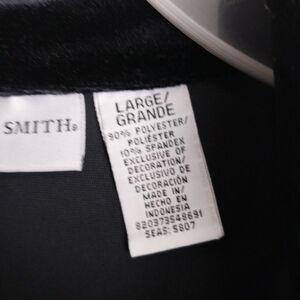 SMITH®
LARGE/
GRANDE
90% POLYESTER/
POLIÉSTER
10% SPANDEX
EXCLUSIVE OF
DECORATION/
EXCLUSIVO DE
DECORACIÓN
MADE IN/
HECHO EN
INDONESIA
820373549691
SEAS: 5807